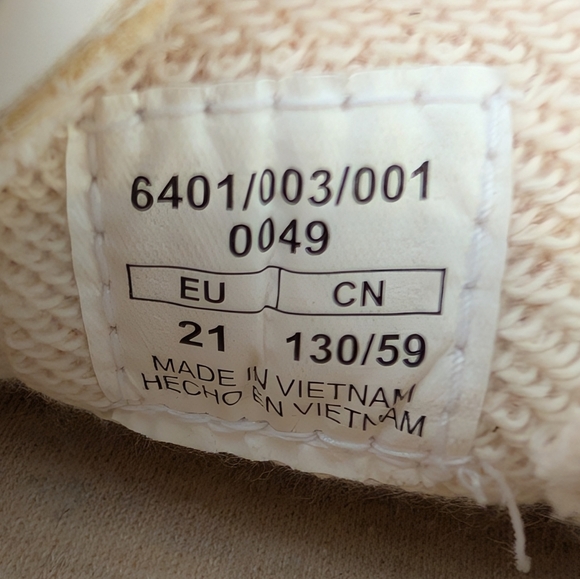 6401/003/001
0049
EU CN
21 130/59
MADE IN VIETNAM
HECHO EN VIETNAM